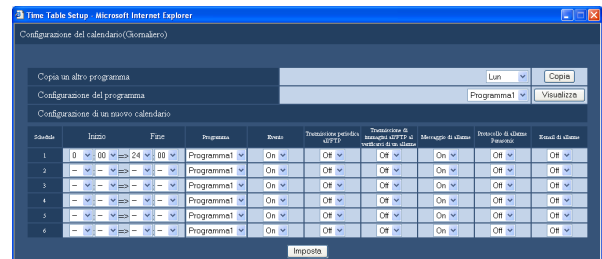 Time Table Setup - Microsoft Internet Explorer
Configurazione del calendario(Giornaliero)
Copia un altro programma Lun Copia
Configurazione del programma Programma1 Visualizza
Configurazione di un nuovo calendario
Schedule Inizio Fine Programma Evento Trasmissione periodica all'FTP Trasmissione di immagini all'FTP al verificarsi di un allarme Messaggio di allarme Protocollo di allarme Panasonic E-mail di allarme
1 0 : 00 => 24 : 00 Programma1 On Off Off On Off Off
2 -- : -- => -- : -- Programma1 On Off Off On Off Off
3 -- : -- => -- : -- Programma1 On Off Off On Off Off
4 -- : -- => -- : -- Programma1 On Off Off On Off Off
5 -- : -- => -- : -- Programma1 On Off Off On Off Off
6 -- : -- => -- : -- Programma1 On Off Off On Off Off
Imposta